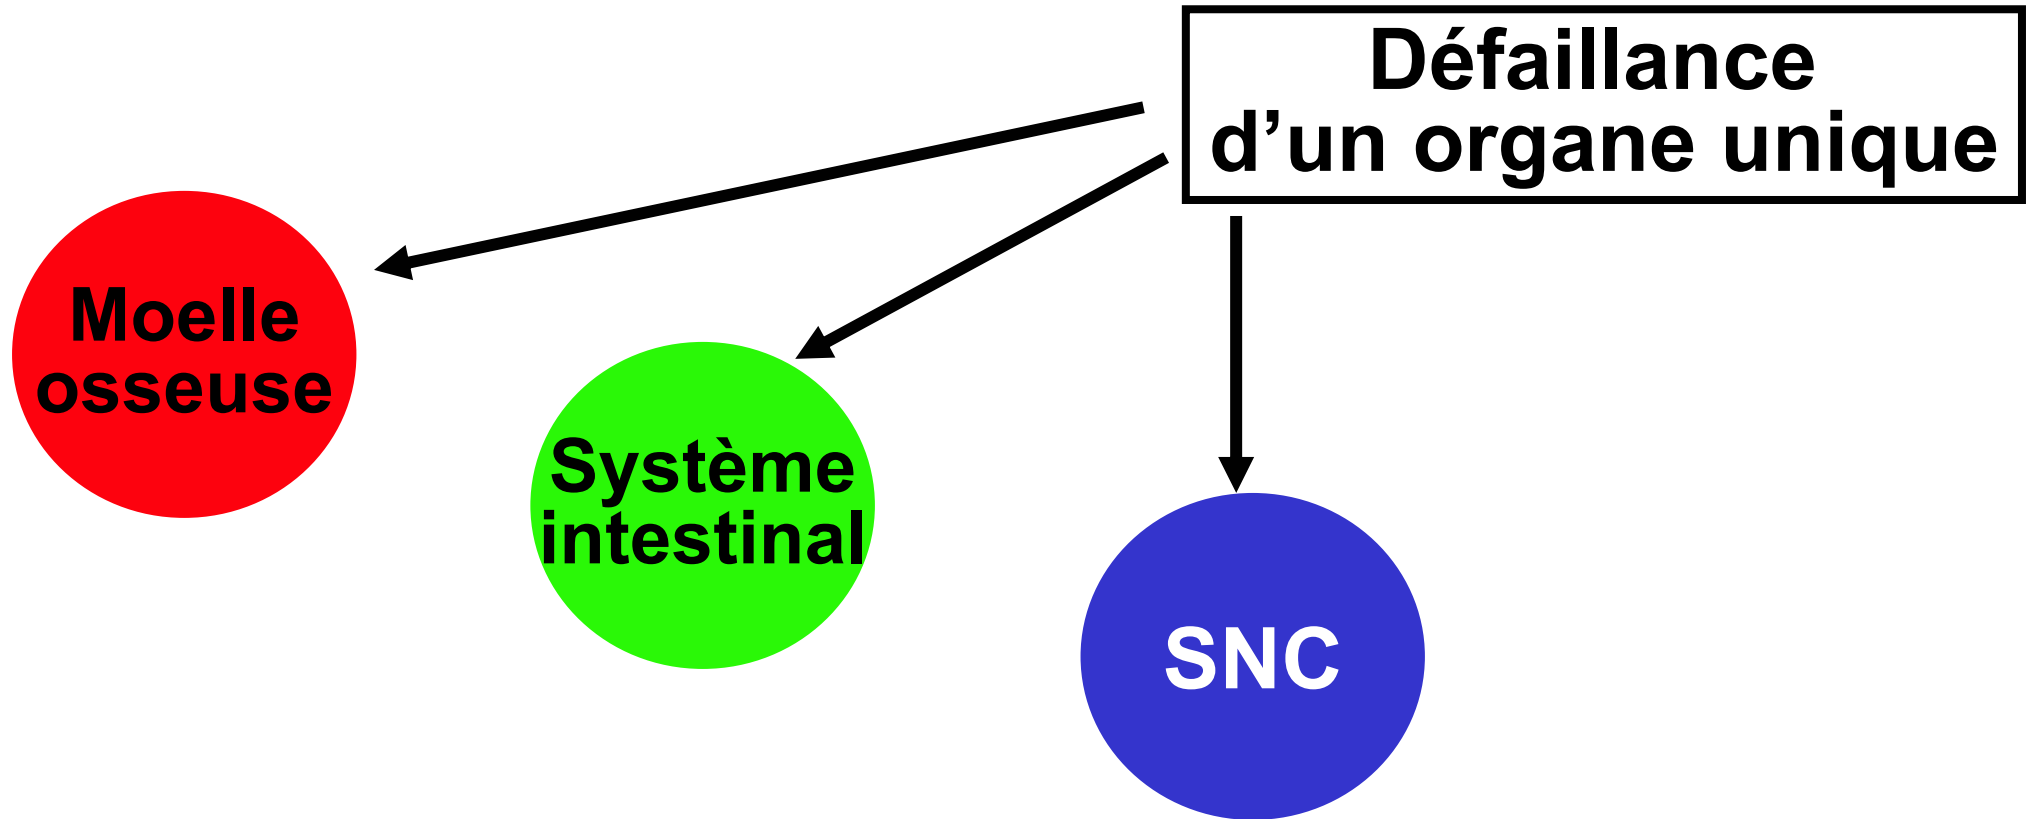 Défaillance
d’un organe unique
Moelle
osseuse
Système
intestinal
SNC